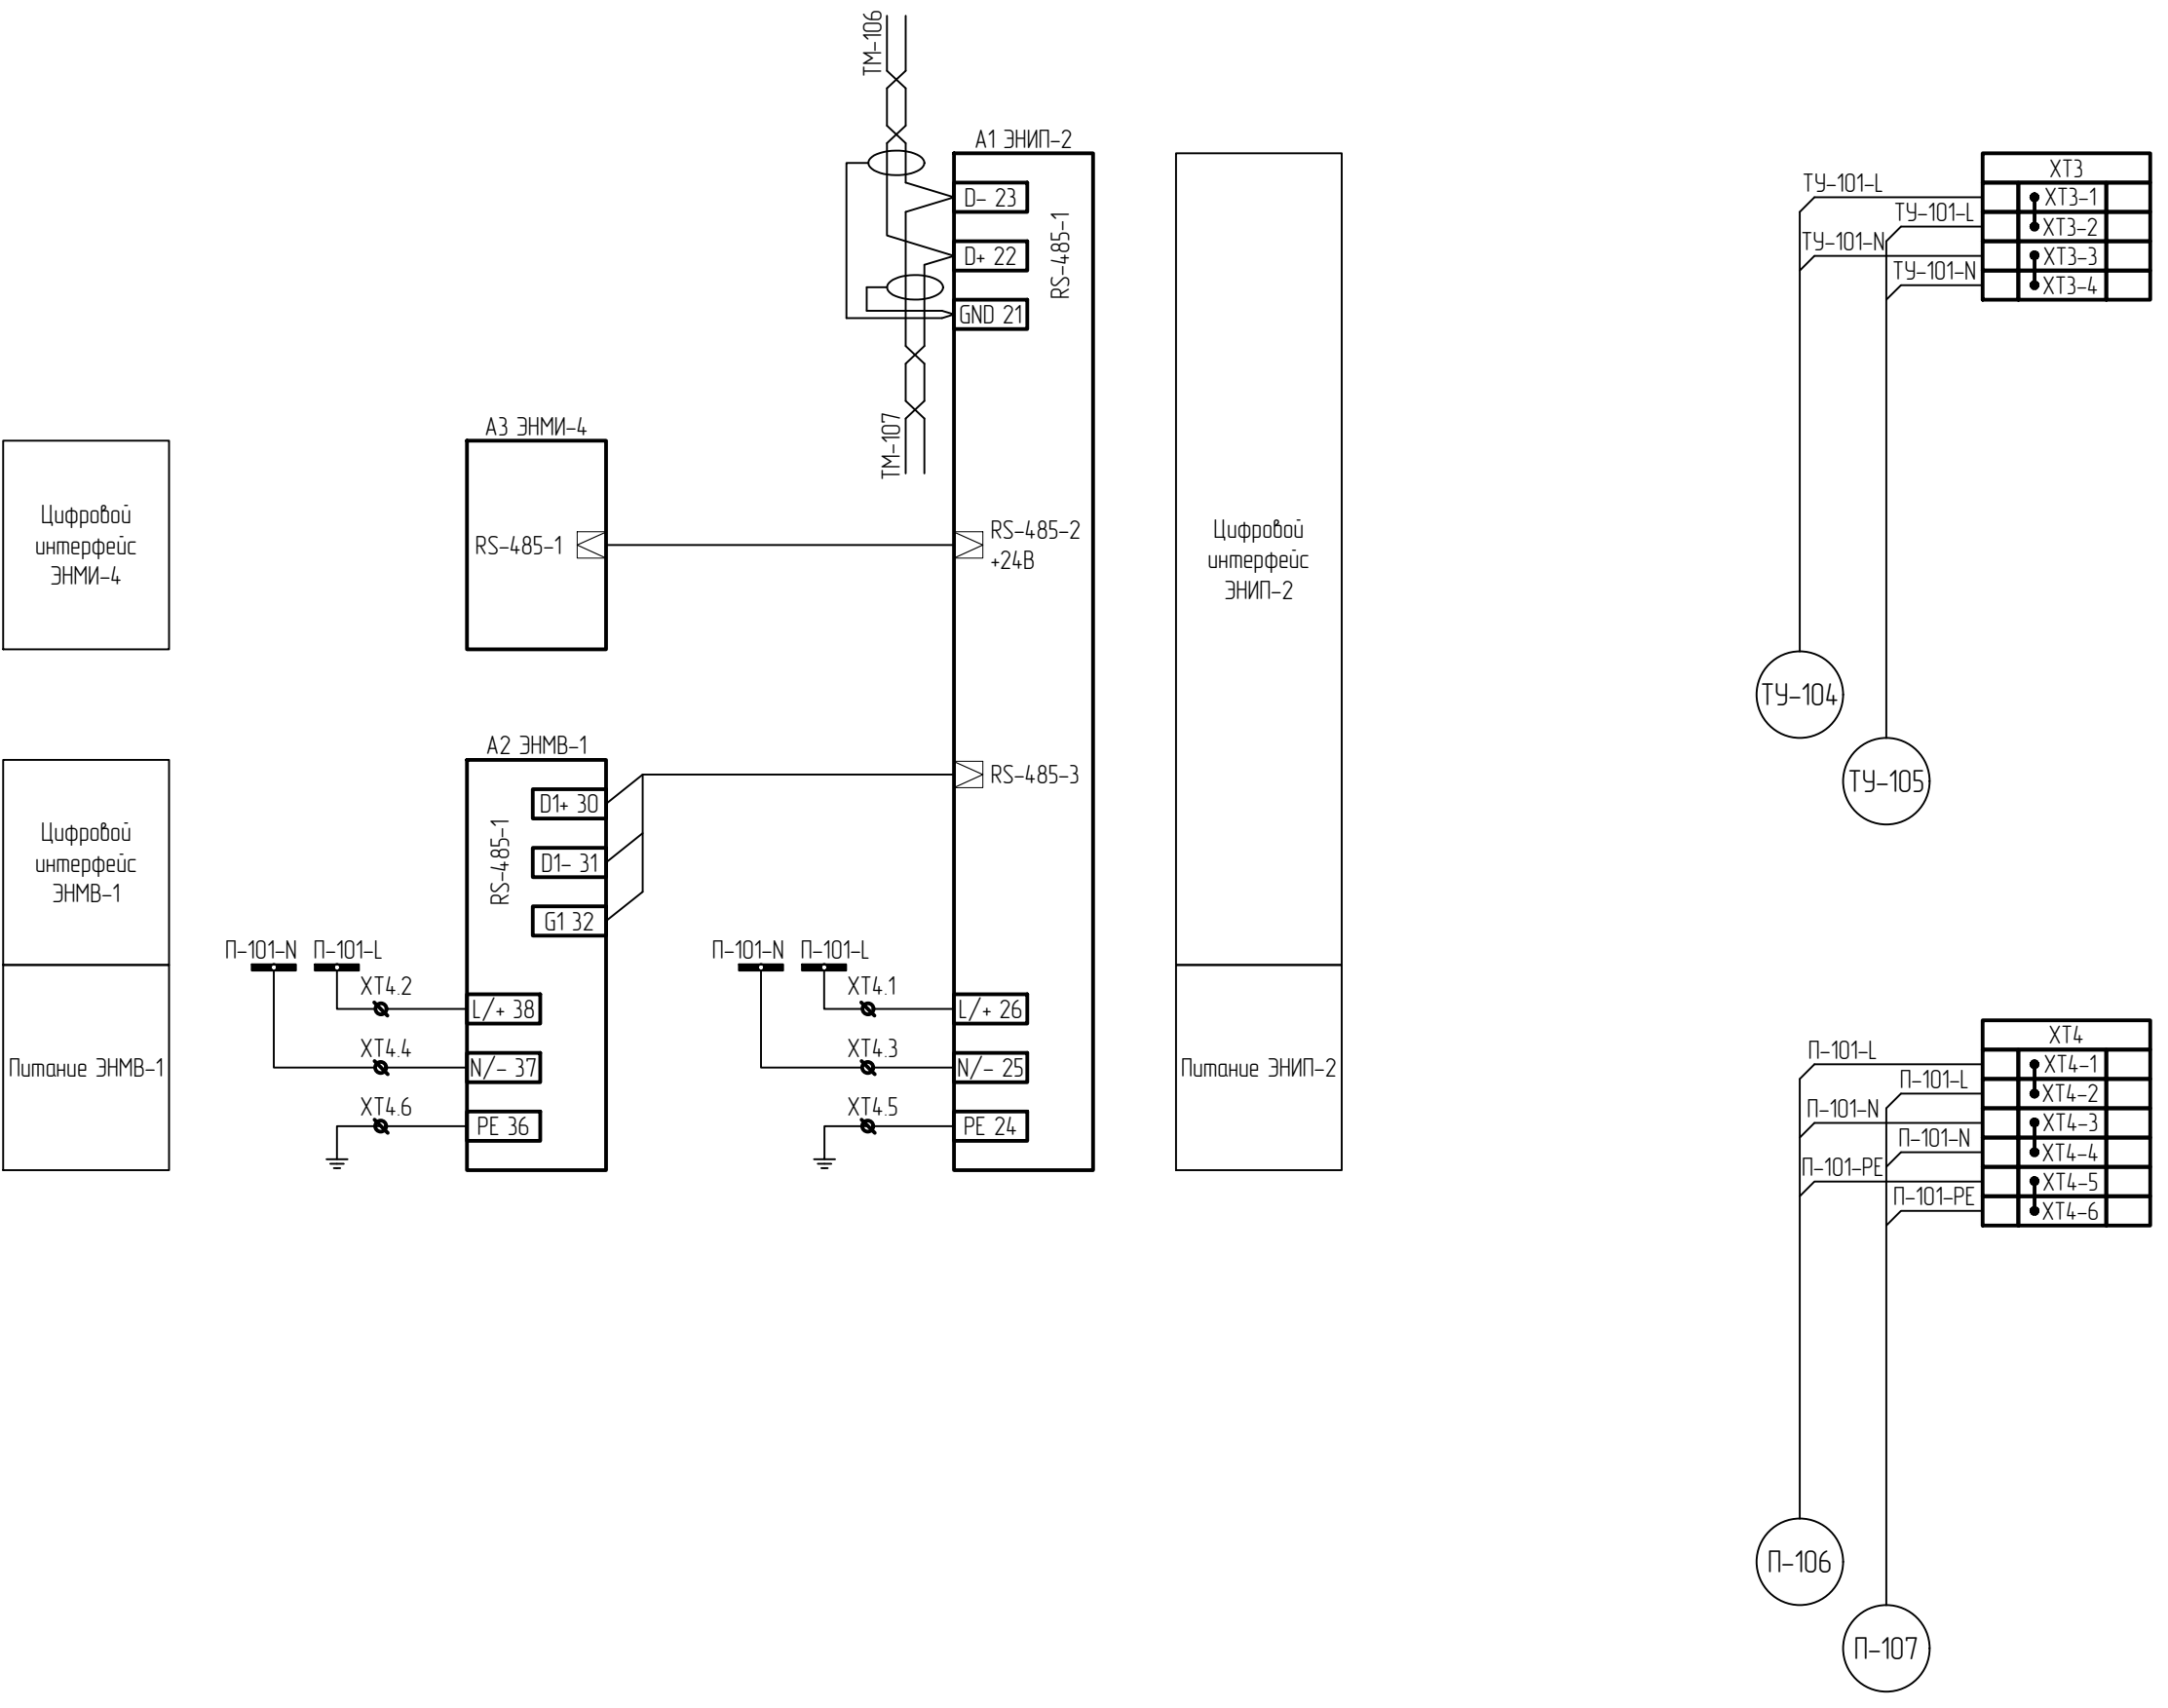 ТМ-106
А1 ЭНИП-2
D- 23
D+ 22
GND 21
RS-485-1
ТМ-107
А3 ЭНМИ-4
RS-485-1
RS-485-2
+24В
Цифровой
интерфейс
ЭНМИ-4
Цифровой
интерфейс
ЭНИП-2
А2 ЭНМВ-1
D1+ 30
D1- 31
G1 32
RS-485-1
RS-485-3
Цифровой
интерфейс
ЭНМВ-1
П-101-N
П-101-L
ХТ4.2
L/+ 38
ХТ4.4
N/- 37
ХТ4.6
PE 36
Питание ЭНМВ-1
П-101-N
П-101-L
ХТ4.1
L/+ 26
ХТ4.3
N/- 25
ХТ4.5
PE 24
Питание ЭНИП-2
ХТ3
ТУ-101-L
ХТ3-1
ТУ-101-L
ХТ3-2
ТУ-101-N
ХТ3-3
ТУ-101-N
ХТ3-4
ТУ-104
ТУ-105
ХТ4
П-101-L
ХТ4-1
П-101-L
ХТ4-2
П-101-N
ХТ4-3
П-101-N
ХТ4-4
П-101-PE
ХТ4-5
П-101-PE
ХТ4-6
П-106
П-107